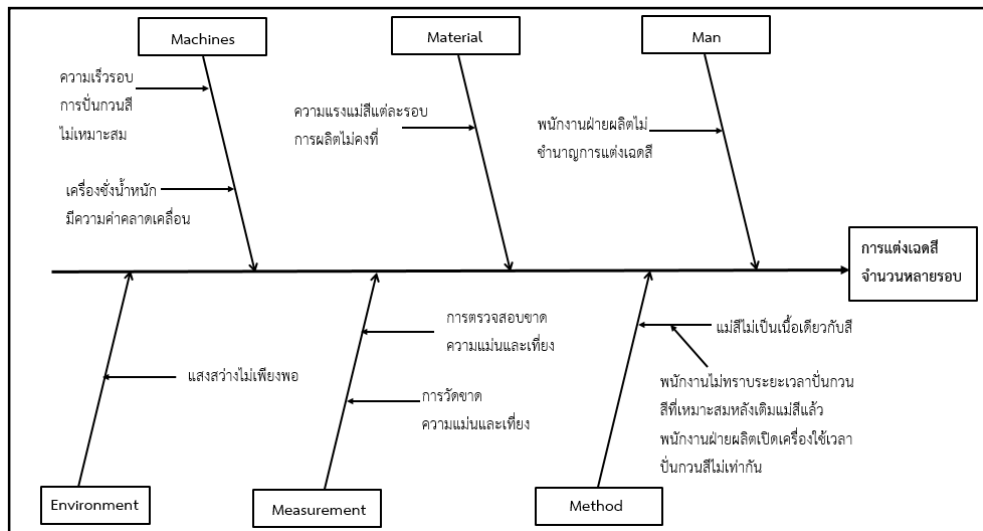 Machines
Material
Man
ความเร็วรอบ
การปั่นกวนสี
ไม่เหมาะสม
ความแรงแม่สีแต่ละรอบ
การผลิตไม่คงที่
พนักงานฝ่ายผลิตไม่
ชำนาญการแต่งเฉดสี
เครื่องชั่งน้ำหนัก
มีความค่าคลาดเคลื่อน
การแต่งเฉดสี
จำนวนหลายรอบ
การตรวจสอบขาด
ความแม่นและเที่ยง
แม่สีไม่เป็นเนื้อเดียวกับสี
แสงสว่างไม่เพียงพอ
การวัดขาด
ความแม่นและเที่ยง
พนักงานไม่ทราบระยะเวลาปั่นกวน
สีที่เหมาะสมหลังเติมแม่สีแล้ว
พนักงานฝ่ายผลิตเปิดเครื่องใช้เวลา
ปั่นกวนสีไม่เท่ากัน
Environment
Measurement
Method